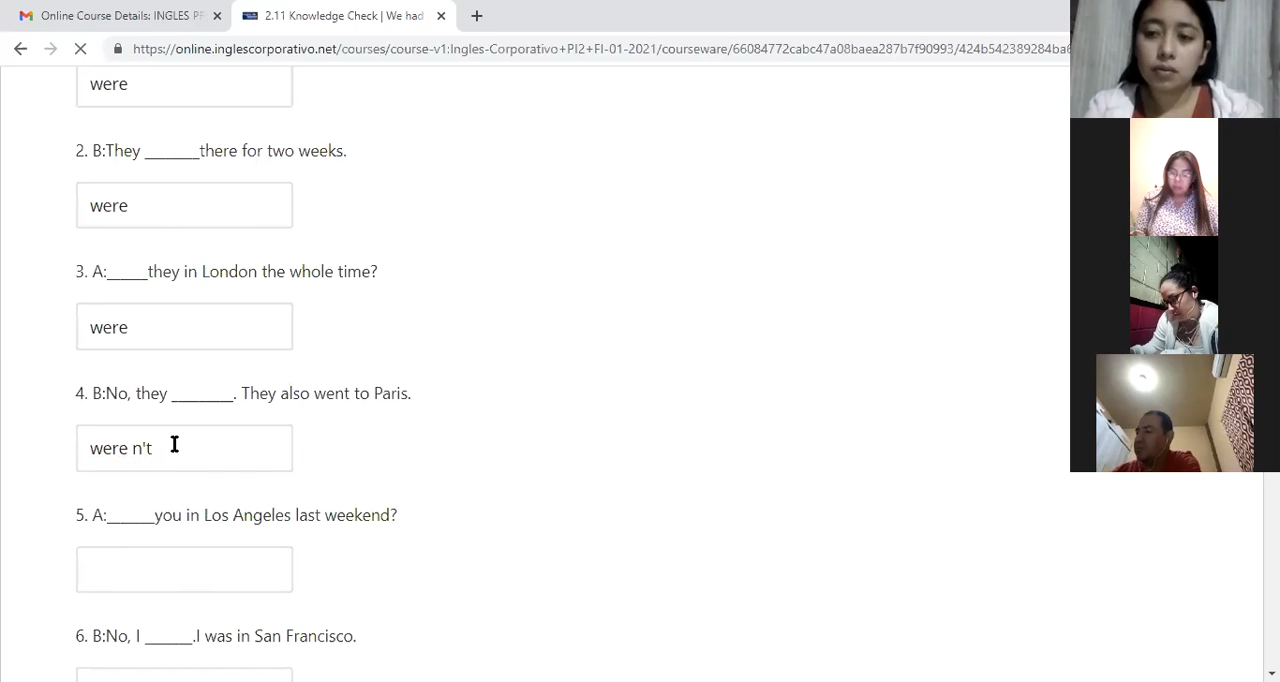 Online Course Details: INGLES PF
2.11 Knowledge Check | We had
https://online.inglescorporativo.net/courses/course-v1:Ingles-Corporativo+PI2+FI-01-2021/courseware/66084772cabc47a08baea287b7f90993/424b542389284ba6
were
2. B:They _______there for two weeks.
were
3. A:_____they in London the whole time?
were
4. B:No, they ________. They also went to Paris.
were n't
5. A:______you in Los Angeles last weekend?
6. B:No, I ______.I was in San Francisco.